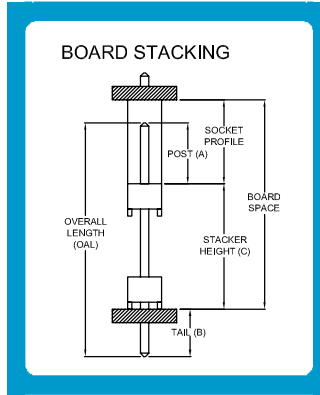 BOARD STACKING
SOCKET
PROFILE
POST (A)
BOARD
SPACE
OVERALL
LENGTH
(OAL)
STACKER
HEIGHT (C)
TAIL (B)